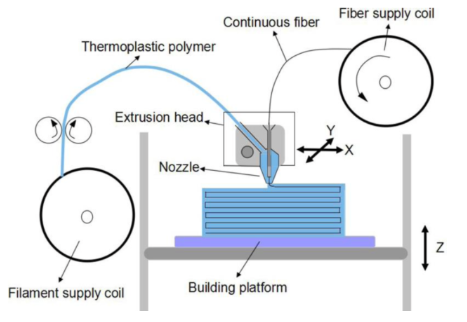 Fiber supply coil
Continuous fiber
Thermoplastic polymer
Extrusion head
Y
X
Nozzle
Z
Building platform
Filament supply coil